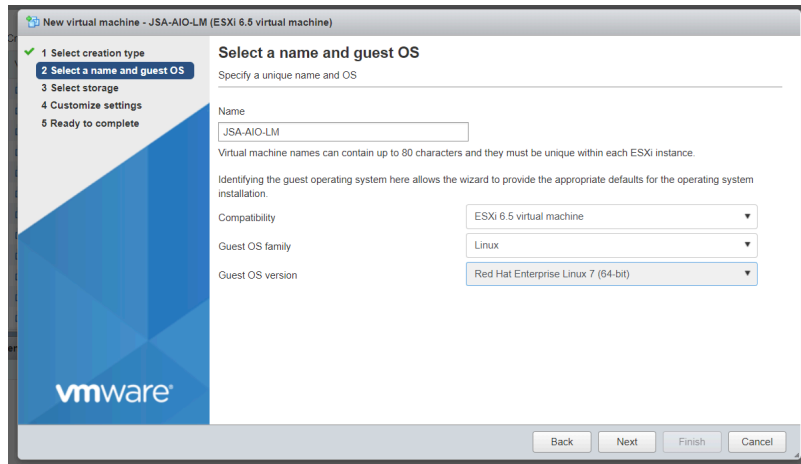 New virtual machine - JSA-AIO-LM (ESXi 6.5 virtual machine)
1 Select creation type
2 Select a name and guest OS
3 Select storage
4 Customize settings
5 Ready to complete
Select a name and guest OS
Specify a unique name and OS
Name
JSA-AIO-LM
Virtual machine names can contain up to 80 characters and they must be unique within each ESXi instance.
Identifying the guest operating system here allows the wizard to provide the appropriate defaults for the operating system
installation.
Compatibility
ESXi 6.5 virtual machine
Guest OS family
Linux
Guest OS version
Red Hat Enterprise Linux 7 (64-bit)
vmware®
Back
Next
Finish
Cancel